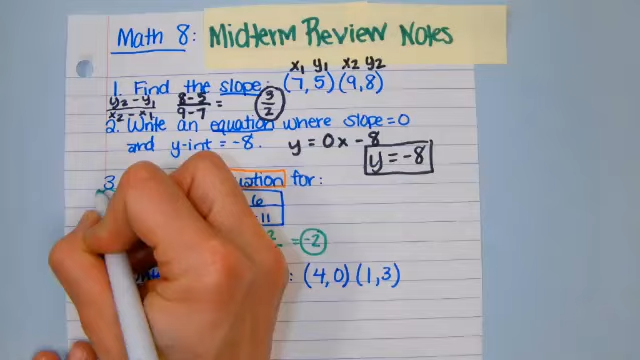 Math 8: Midterm Review Notes
x1 y1 x2 y2
1. Find the slope: (7,5) (9,8)
y2-y1 / x2-x1 8-5 / 9-7 = 3/2
2. Write an equation where slope=0
and y-int = -8. y = 0x - 8
y = -8
3
for:
6
-11
2 = -2
: (4,0) (1,3)